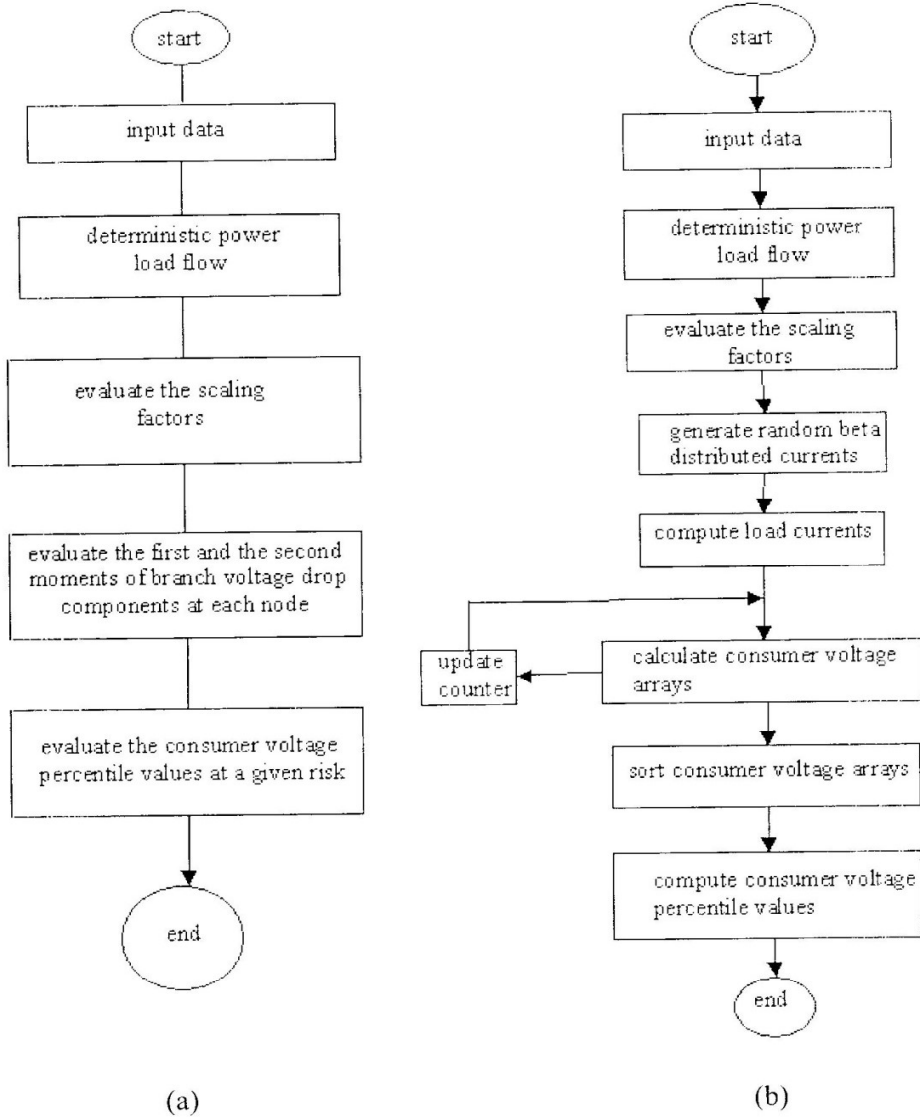 start
input data
deterministic power
load flow
evaluate the scaling
factors
evaluate the first and the second
moments of branch voltage drop
components at each node
evaluate the consumer voltage
percentile values at a given risk
end
(a)
start
input data
deterministic power
load flow
evaluate the scaling
factors
generate random beta
distributed currents
compute load currents
update
counter
calculate consumer voltage
arrays
sort consumer voltage arrays
compute consumer voltage
percentile values
end
(b)